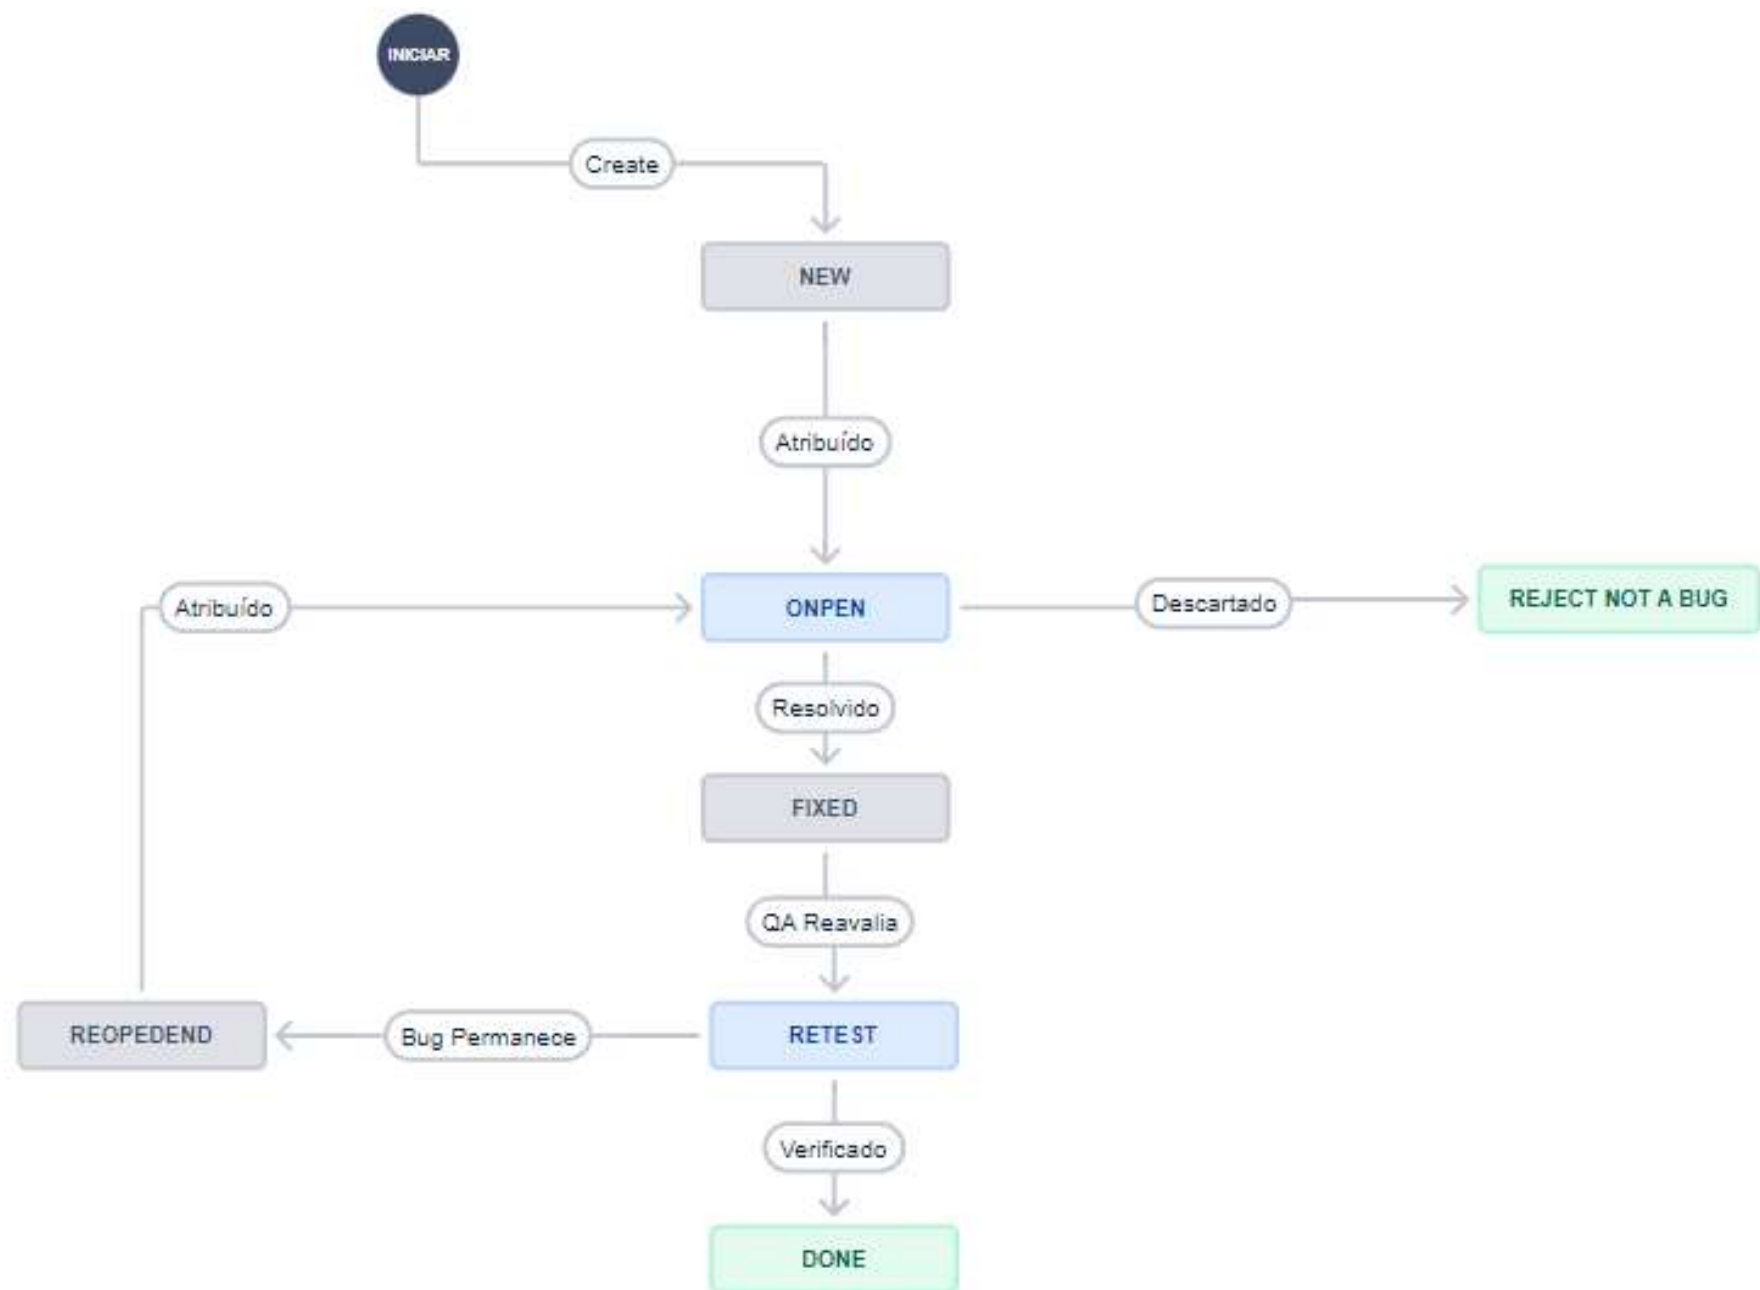 INICIAR
Create
NEW
Atribuído
Atribuído
ONPEN
Descartado
REJECT NOT A BUG
Resolvido
FIXED
QA Reavalia
REOPEDEND
Bug Permanece
RETEST
Verificado
DONE